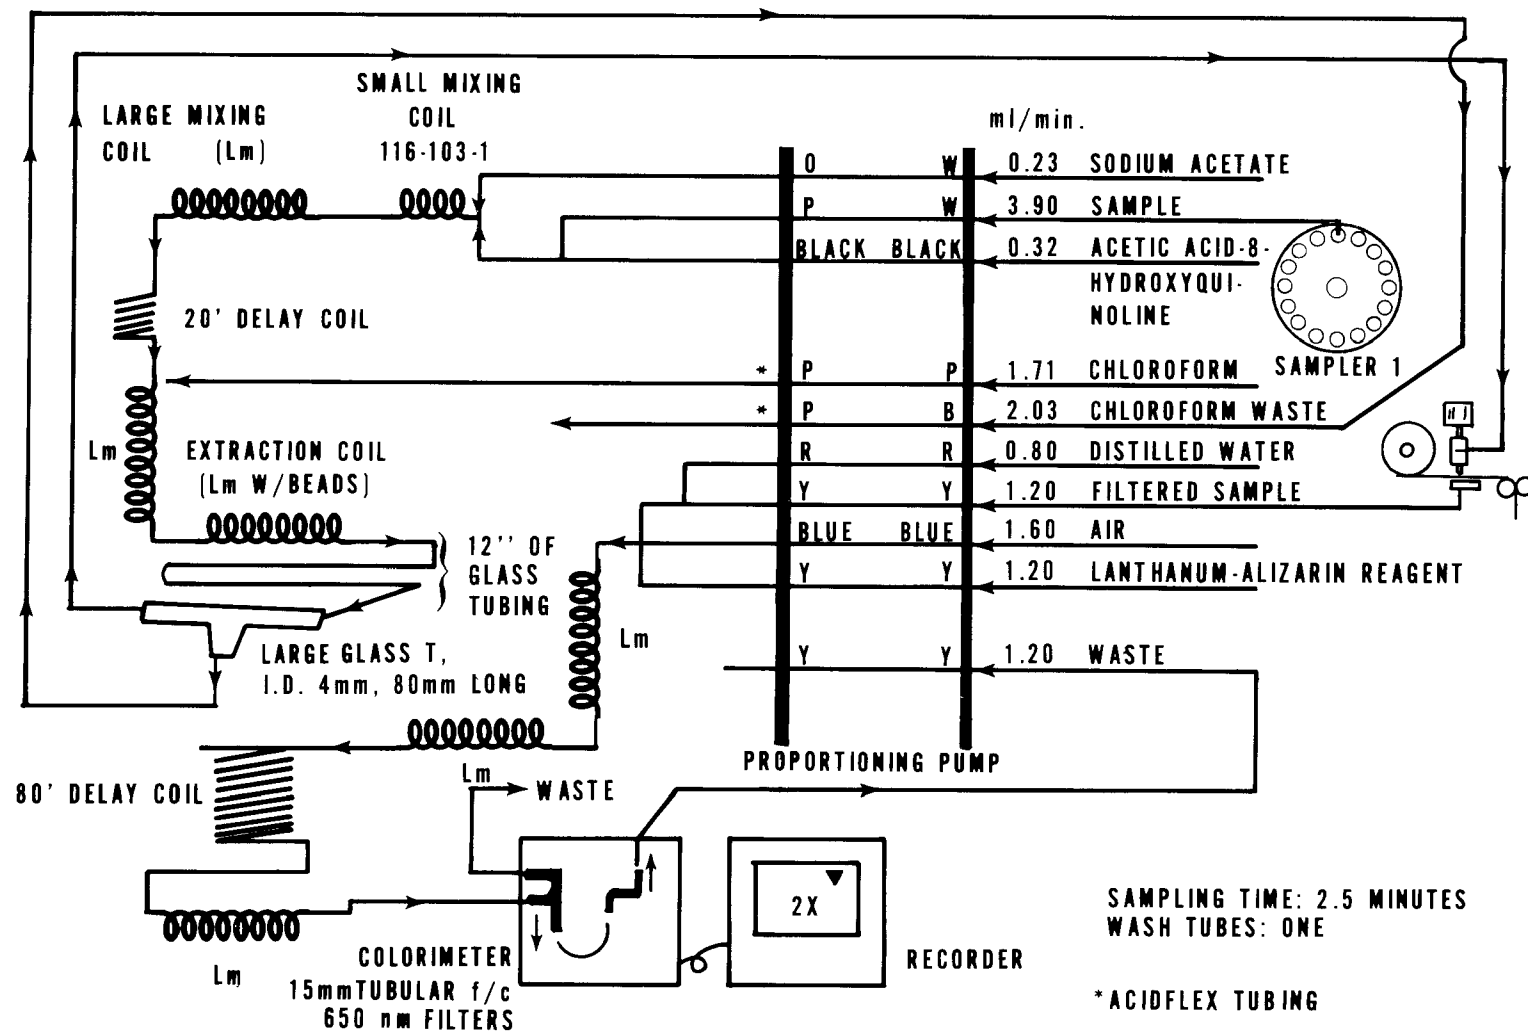 SMALL MIXING
COIL
116-103-1
LARGE MIXING
COIL (Lm)
ml/min.
O W 0.23 SODIUM ACETATE
P W 3.90 SAMPLE
BLACK BLACK 0.32 ACETIC ACID-8-
HYDROXYQUI-
NOLINE
20' DELAY COIL
SAMPLER 1
* P P 1.71 CHLOROFORM
* P B 2.03 CHLOROFORM WASTE
Lm
EXTRACTION COIL
(Lm W/BEADS)
R R 0.80 DISTILLED WATER
Y Y 1.20 FILTERED SAMPLE
BLUE BLUE 1.60 AIR
Y Y 1.20 LANTHANUM-ALIZARIN REAGENT
12'' OF
GLASS
TUBING
Lm
LARGE GLASS T,
I.D. 4mm, 80mm LONG
Y Y 1.20 WASTE
PROPORTIONING PUMP
Lm
80' DELAY COIL
WASTE
2X
Lm
COLORIMETER
15mm TUBULAR f/c
650 nm FILTERS
RECORDER
SAMPLING TIME: 2.5 MINUTES
WASH TUBES: ONE
*ACIDFLEX TUBING